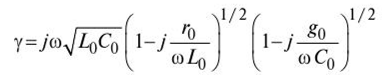 γ = jω√L₀C₀ (1 − j r₀/ωL₀)^1/2 (1 − j g₀/ωC₀)^1/2